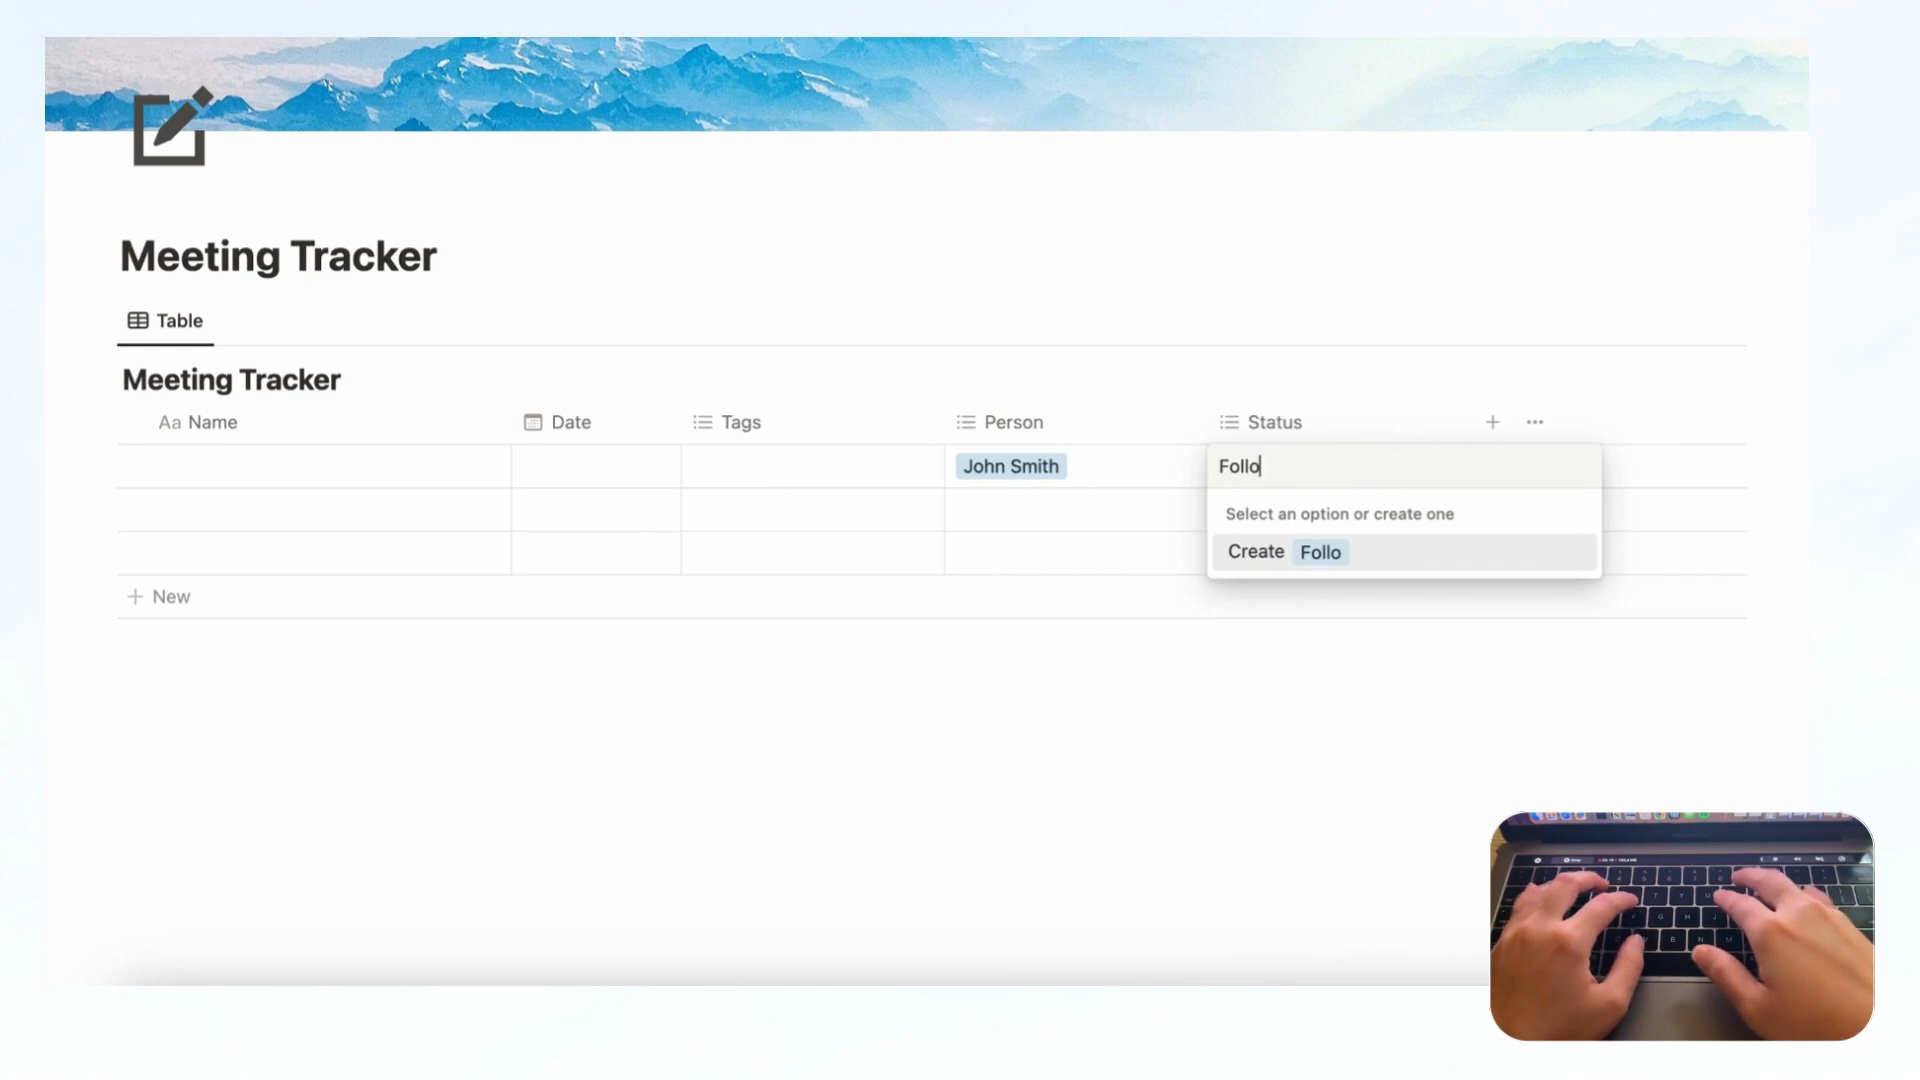 Meeting Tracker
Table
Meeting Tracker
Aa Name
Date
Tags
Person
Status
John Smith
Follo
Select an option or create one
Create Follo
+ New